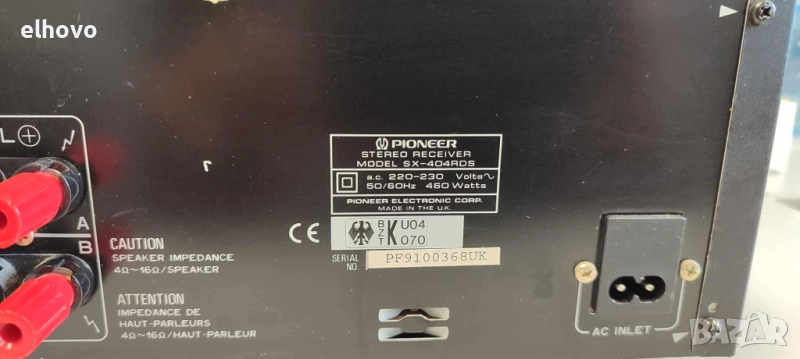 elhovo
L
PIONEER
STEREO RECEIVER
MODEL SX-404RDS
a.c. 220-230 Volts~
50/60Hz 460 Watts
PIONEER ELECTRONIC CORP.
MADE IN THE U.K.
A
B
CE
BZT K U04 070
SERIAL NO. PF9100368UK
CAUTION
SPEAKER IMPEDANCE
4Ω~16Ω/SPEAKER
ATTENTION
IMPEDANCE DE
HAUT-PARLEURS
4Ω~16Ω/HAUT-PARLEUR
AC INLET
BAZAR